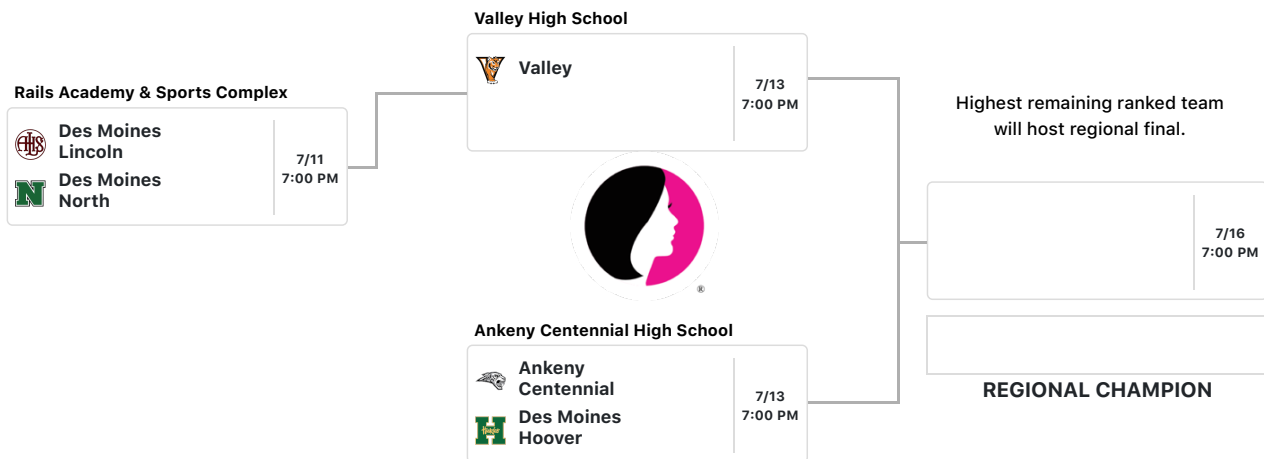 Valley High School
Valley
7/13
7:00 PM
Rails Academy & Sports Complex
Des Moines
Lincoln
Des Moines
North
7/11
7:00 PM
Highest remaining ranked team
will host regional final.
7/16
7:00 PM
®
Ankeny Centennial High School
Ankeny
Centennial
Des Moines
Hoover
7/13
7:00 PM
REGIONAL CHAMPION